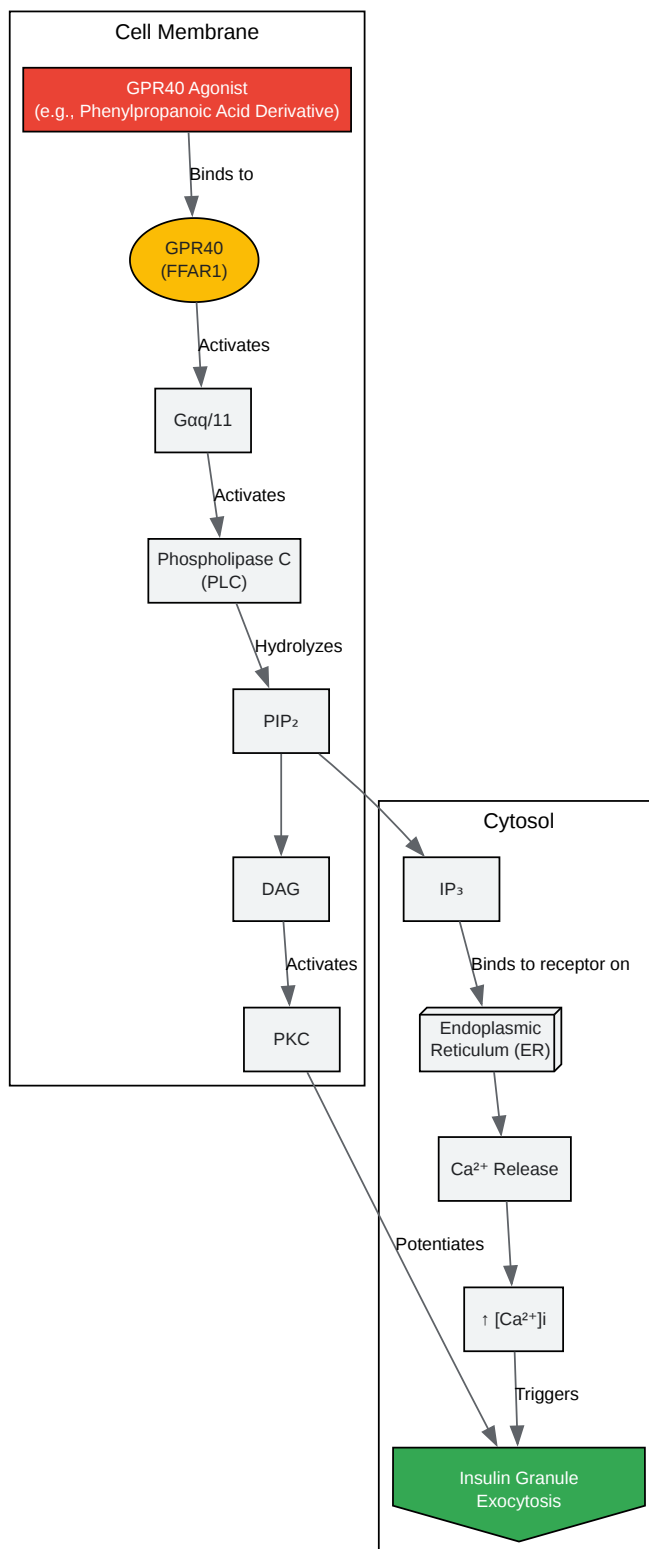 Cell Membrane
GPR40 Agonist
(e.g., Phenylpropanoic Acid Derivative)
Binds to
GPR40
(FFAR1)
Activates
Gαq/11
Activates
Phospholipase C
(PLC)
Hydrolyzes
PIP₂
Cytosol
DAG
IP₃
Activates
Binds to receptor on
PKC
Endoplasmic
Reticulum (ER)
Ca²⁺ Release
Potentiates
↑ [Ca²⁺]i
Triggers
Insulin Granule
Exocytosis